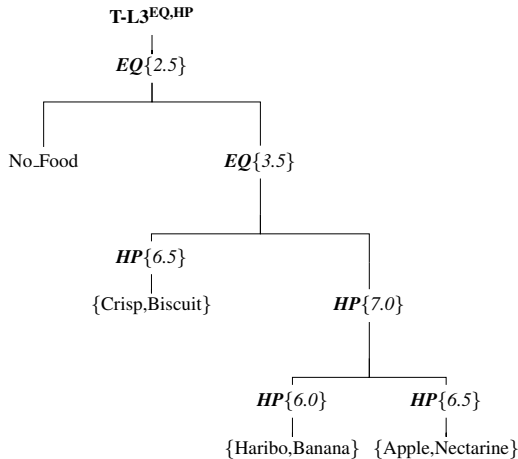 T-L3^EQ,HP
EQ{2.5}
No_Food
EQ{3.5}
HP{6.5}
{Crisp,Biscuit}
HP{7.0}
HP{6.0}
HP{6.5}
{Haribo,Banana}
{Apple,Nectarine}